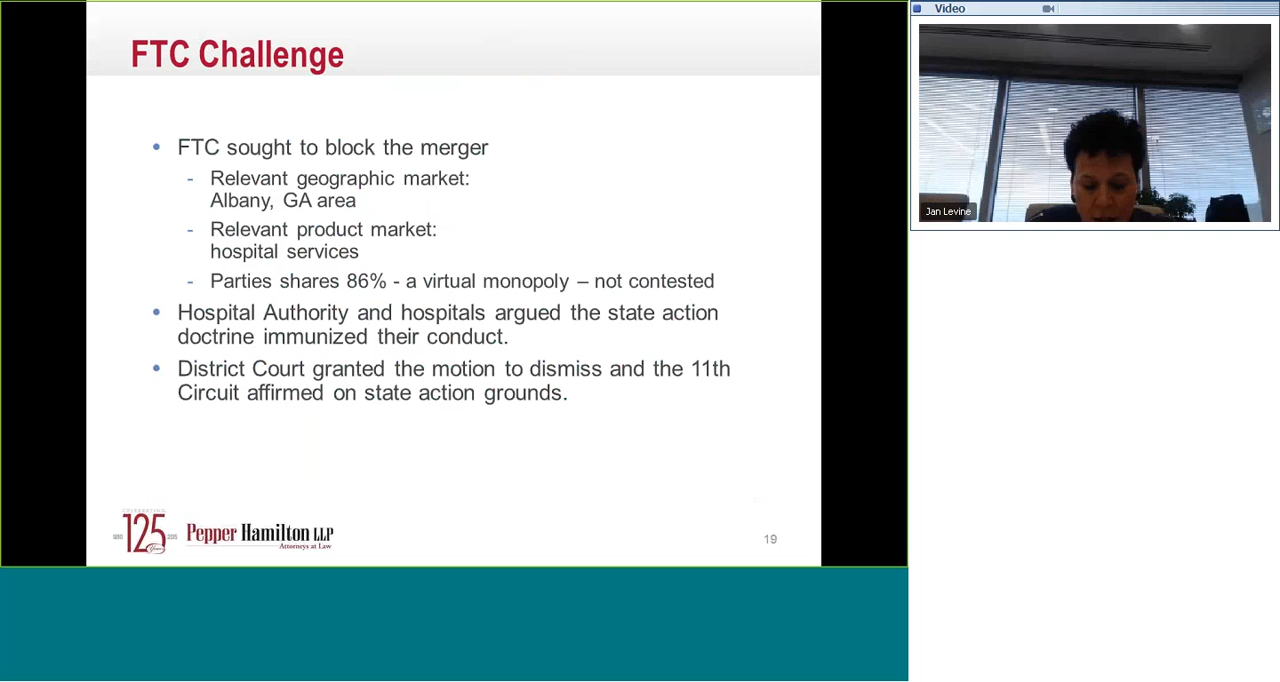 FTC Challenge
• FTC sought to block the merger
- Relevant geographic market:
Albany, GA area
- Relevant product market:
hospital services
- Parties shares 86% - a virtual monopoly – not contested
• Hospital Authority and hospitals argued the state action
doctrine immunized their conduct.
• District Court granted the motion to dismiss and the 11th
Circuit affirmed on state action grounds.
CELEBRATING
125
Years
Pepper Hamilton LLP
Attorneys at Law
19
Video
Jan Levine